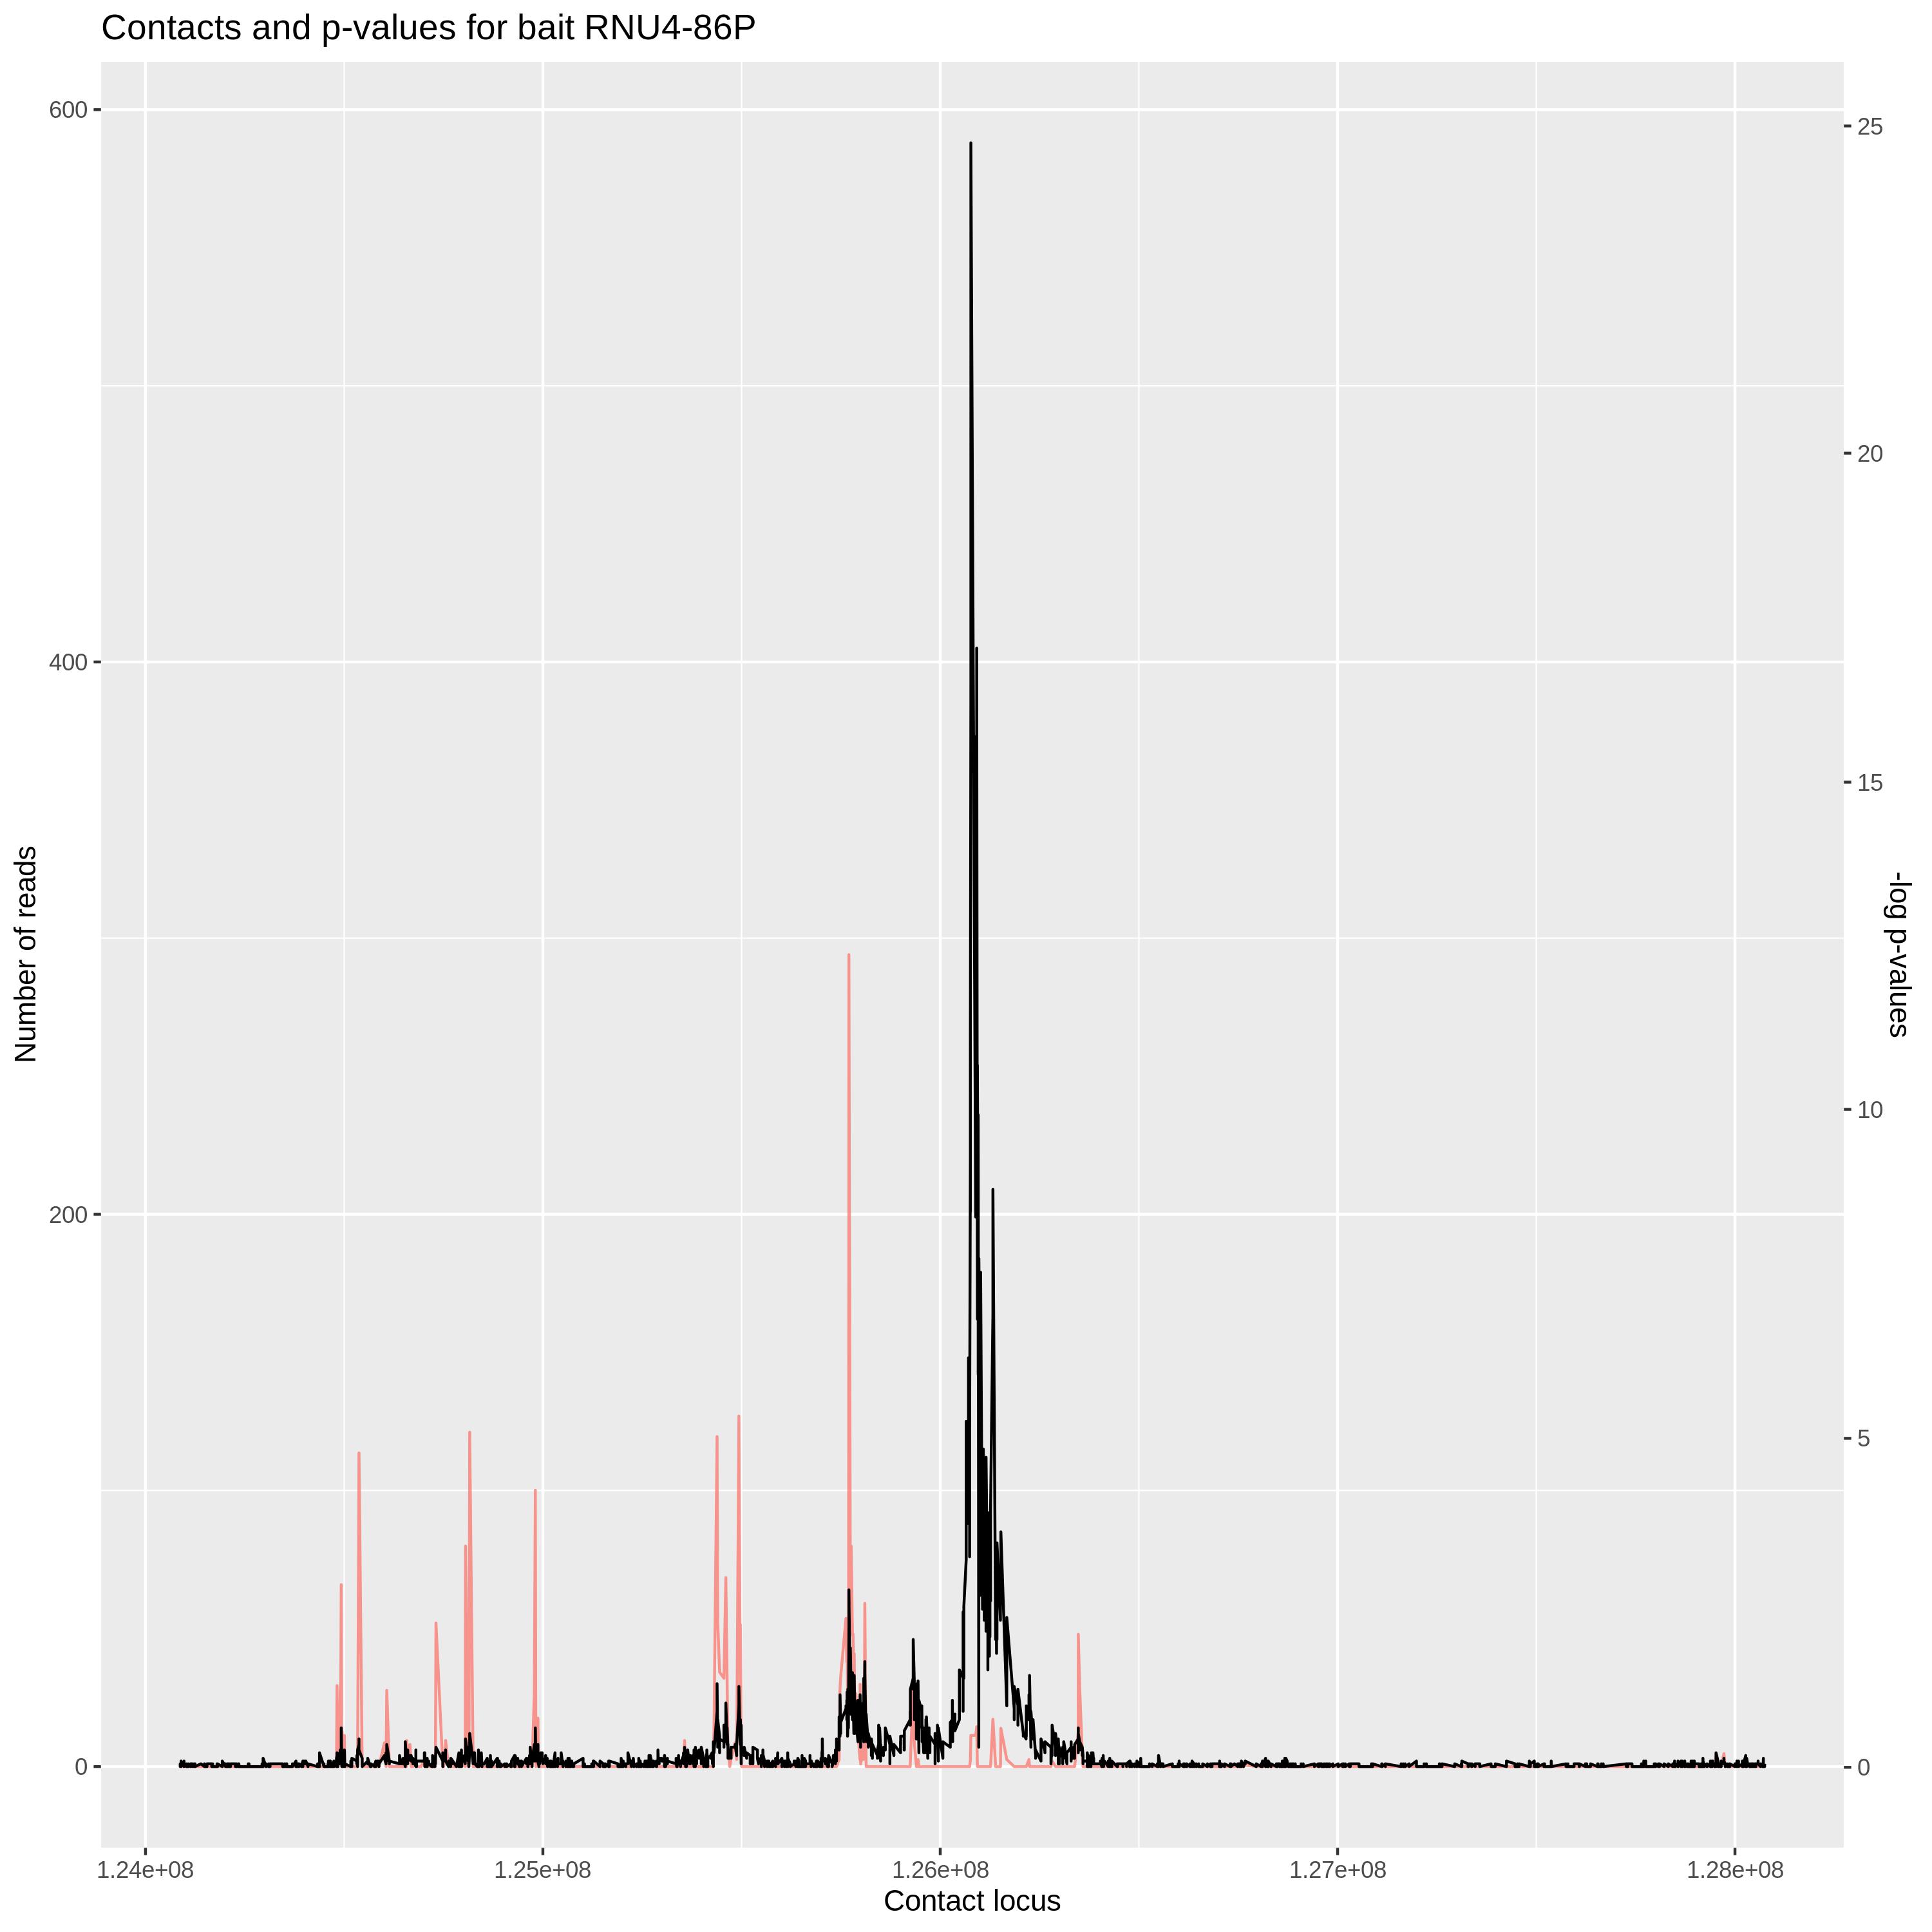 Contacts and p-values for bait RNU4-86P
600
400
200
0
Number of reads
25
20
15
10
5
0
-log p-values
1.24e+08 1.25e+08 1.26e+08 1.27e+08 1.28e+08
Contact locus